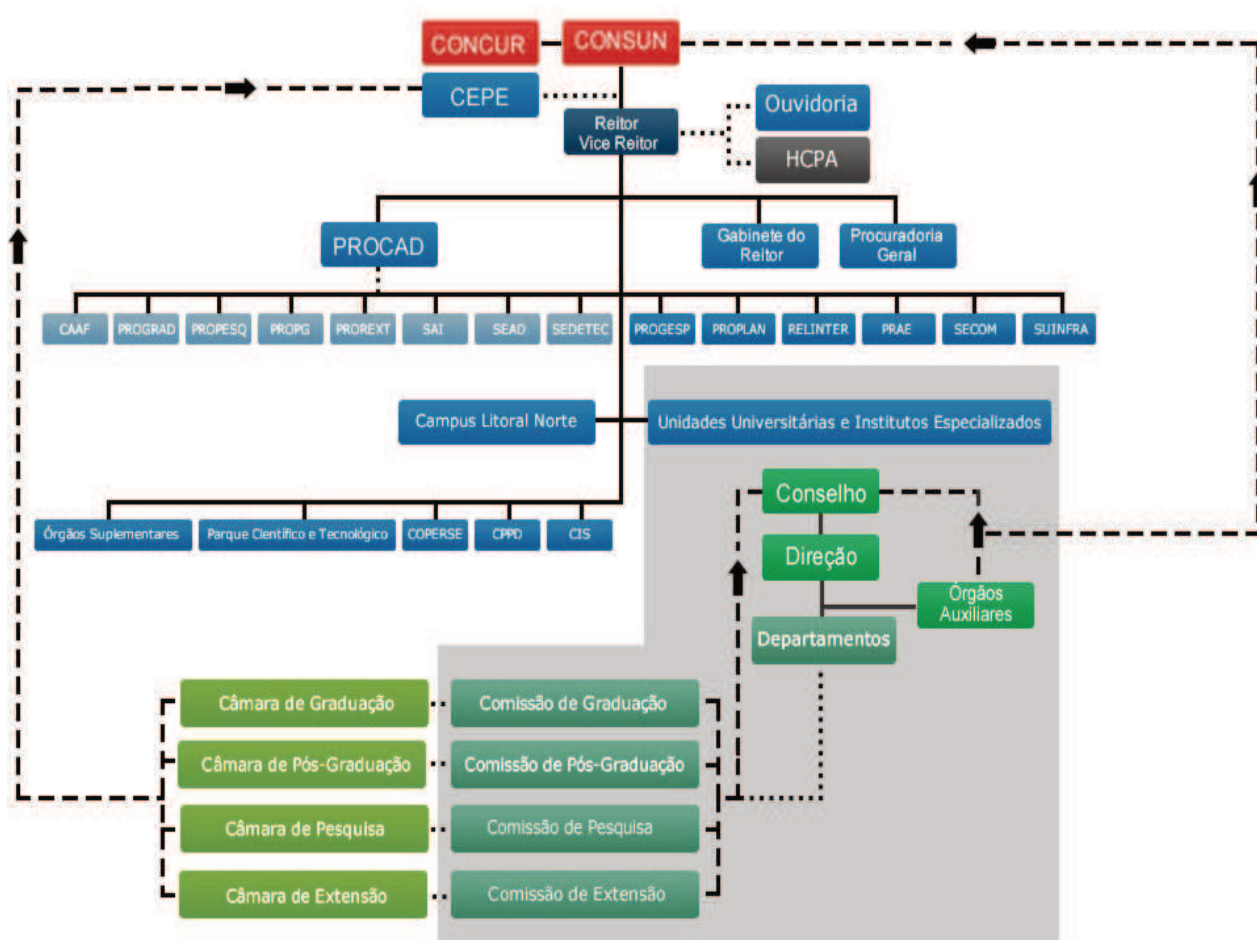 CONCUR
CONSUN
CEPE
Reitor
Vice Reitor
Ouvidoria
HCPA
PROCAD
Gabinete do
Reitor
Procuradoria
Geral
CAAF
PROGRAD
PROPESQ
PROPG
PROREXT
SAI
SEAD
SEDETEC
PROGESP
PROPLAN
RELINTER
PRAE
SECOM
SUINFRA
Campus Litoral Norte
Unidades Universitárias e Institutos Especializados
Órgãos Suplementares
Parque Científico e Tecnológico
COPERSE
CPPD
CIS
Conselho
Direção
Órgãos
Auxiliares
Departamentos
Câmara de Graduação
Comissão de Graduação
Câmara de Pós-Graduação
Comissão de Pós-Graduação
Câmara de Pesquisa
Comissão de Pesquisa
Câmara de Extensão
Comissão de Extensão